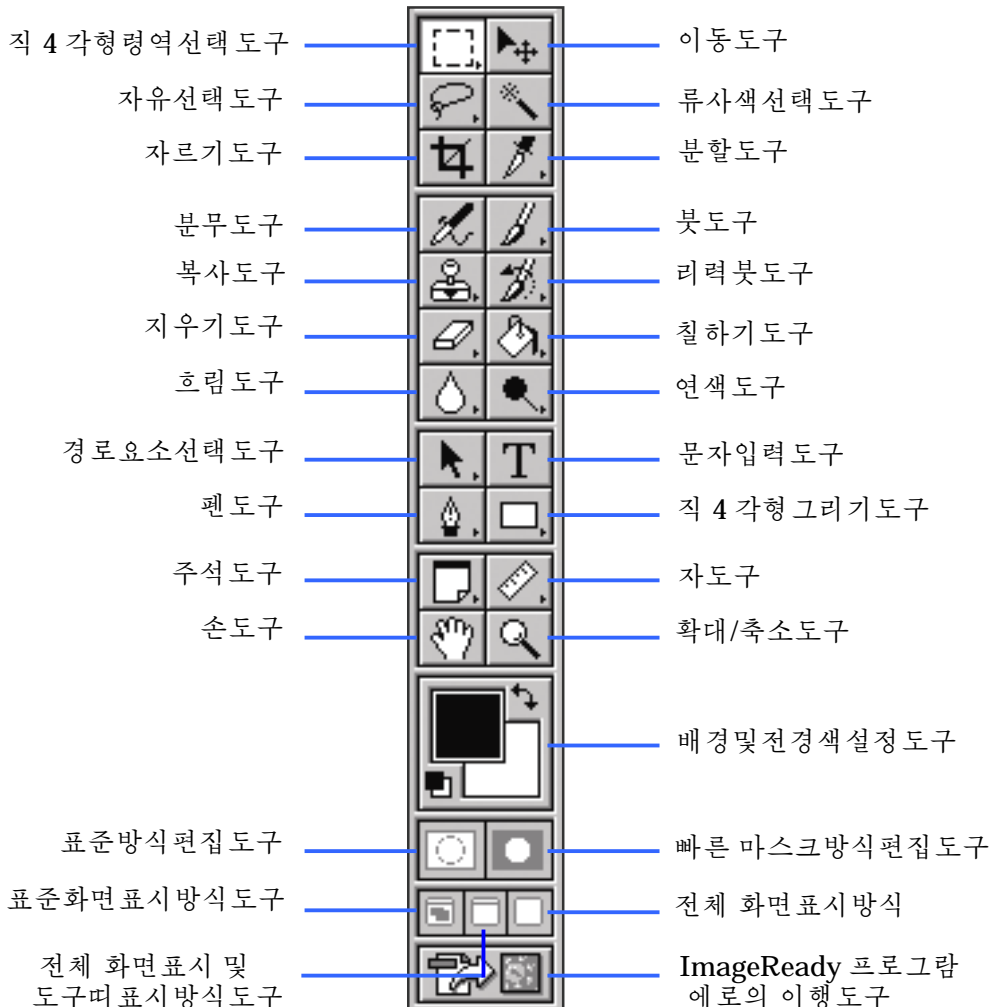 직 4 각형령역선택도구
이동도구
자유선택도구
류사색선택도구
자르기도구
분할도구
분무도구
붓도구
복사도구
리력붓도구
지우기도구
칠하기도구
흐림도구
연색도구
경로요소선택도구
T
문자입력도구
펜도구
직 4 각형그리기도구
주석도구
자도구
손도구
확대/축소도구
배경및전경색설정도구
표준방식편집도구
빠른 마스크방식편집도구
표준화면표시방식도구
전체 화면표시방식
전체 화면표시 및
도구띠표시방식도구
ImageReady 프로그람
에로의 이행도구